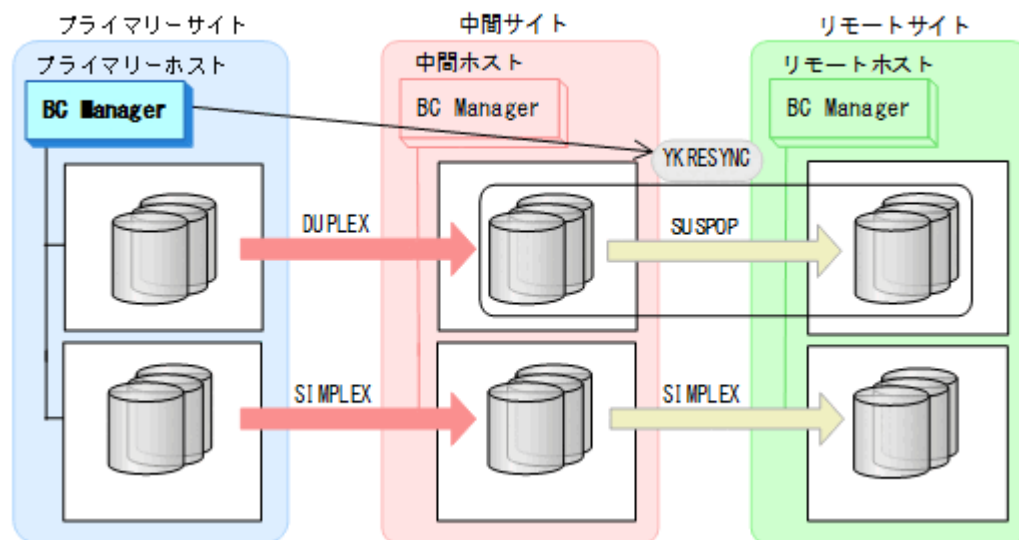 プライマリーサイト
中間サイト
リモートサイト
プライマリーホスト
中間ホスト
リモートホスト
BC Manager
BC Manager
BC Manager
YKRESYNC
DUPLEX
SUSPOP
SIMPLEX
SIMPLEX